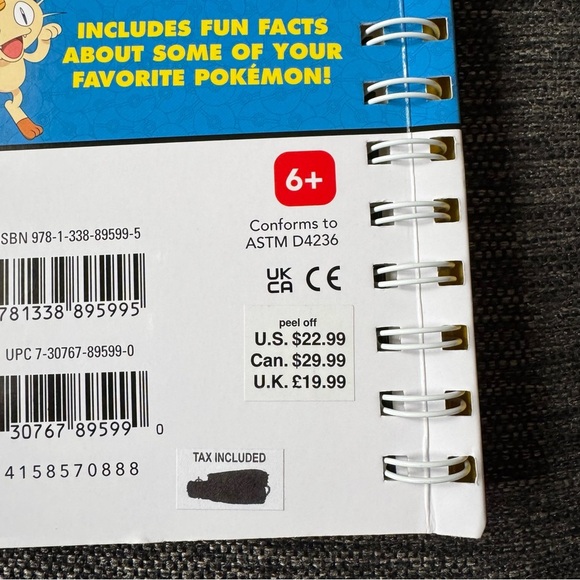 INCLUDES FUN FACTS
ABOUT SOME OF YOUR
FAVORITE POKÉMON!
6+
Conforms to
ASTM D4236
SBN 978-1-338-89599-5
781338 895995
UK
CA CE
peel off
U.S. $22.99
Can. $29.99
U.K. £19.99
UPC 7-30767-89599-0
30767 89599 0
TAX INCLUDED
4158570888